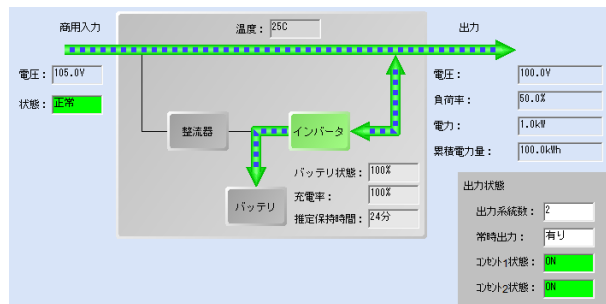 商用入力
温度： 25C
出力
電圧： 105.0V
状態： 正常
電圧： 100.0V
負荷率： 50.0%
電力： 1.0kW
累積電力量： 100.0kWh
整流器
インバータ
バッテリ
バッテリ状態： 100%
充電率： 100%
推定保持時間： 24分
出力状態
出力系統数： 2
常時出力： 有り
コンセント1状態： ON
コンセント2状態： ON